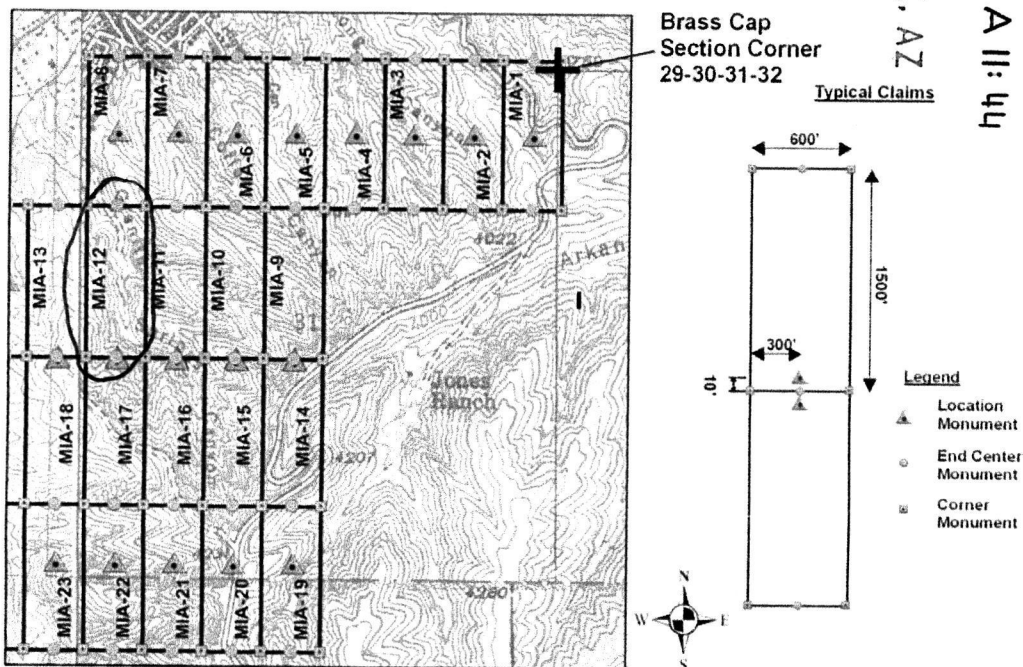 Brass Cap
Section Corner
29-30-31-32
, AZ
A 11:44
Typical Claims
600'
1500'
300'
10'
Legend
Location
Monument
End Center
Monument
Corner
Monument
N
W
E
S
MIA-8
MIA-7
MIA-6
MIA-5
MIA-4
MIA-3
MIA-2
MIA-1
MIA-13
MIA-12
MIA-11
MIA-10
MIA-9
4022
Arkan
Jones
Ranch
MIA-18
MIA-17
MIA-16
MIA-15
MIA-14
4207
MIA-23
MIA-22
MIA-21
MIA-20
MIA-19
4280